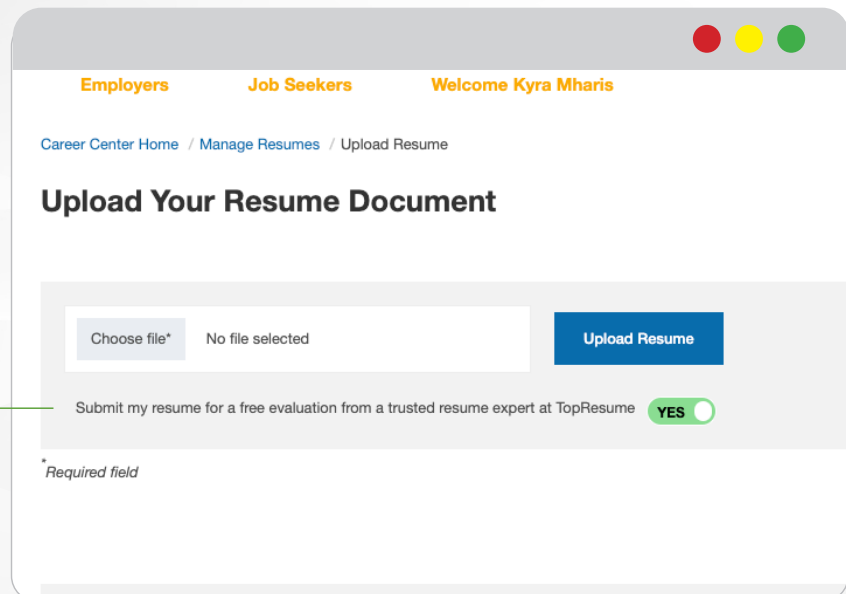 Employers Job Seekers Welcome Kyra Mharis
Career Center Home / Manage Resumes / Upload Resume
Upload Your Resume Document
Choose file* No file selected Upload Resume
Submit my resume for a free evaluation from a trusted resume expert at TopResume YES
*Required field